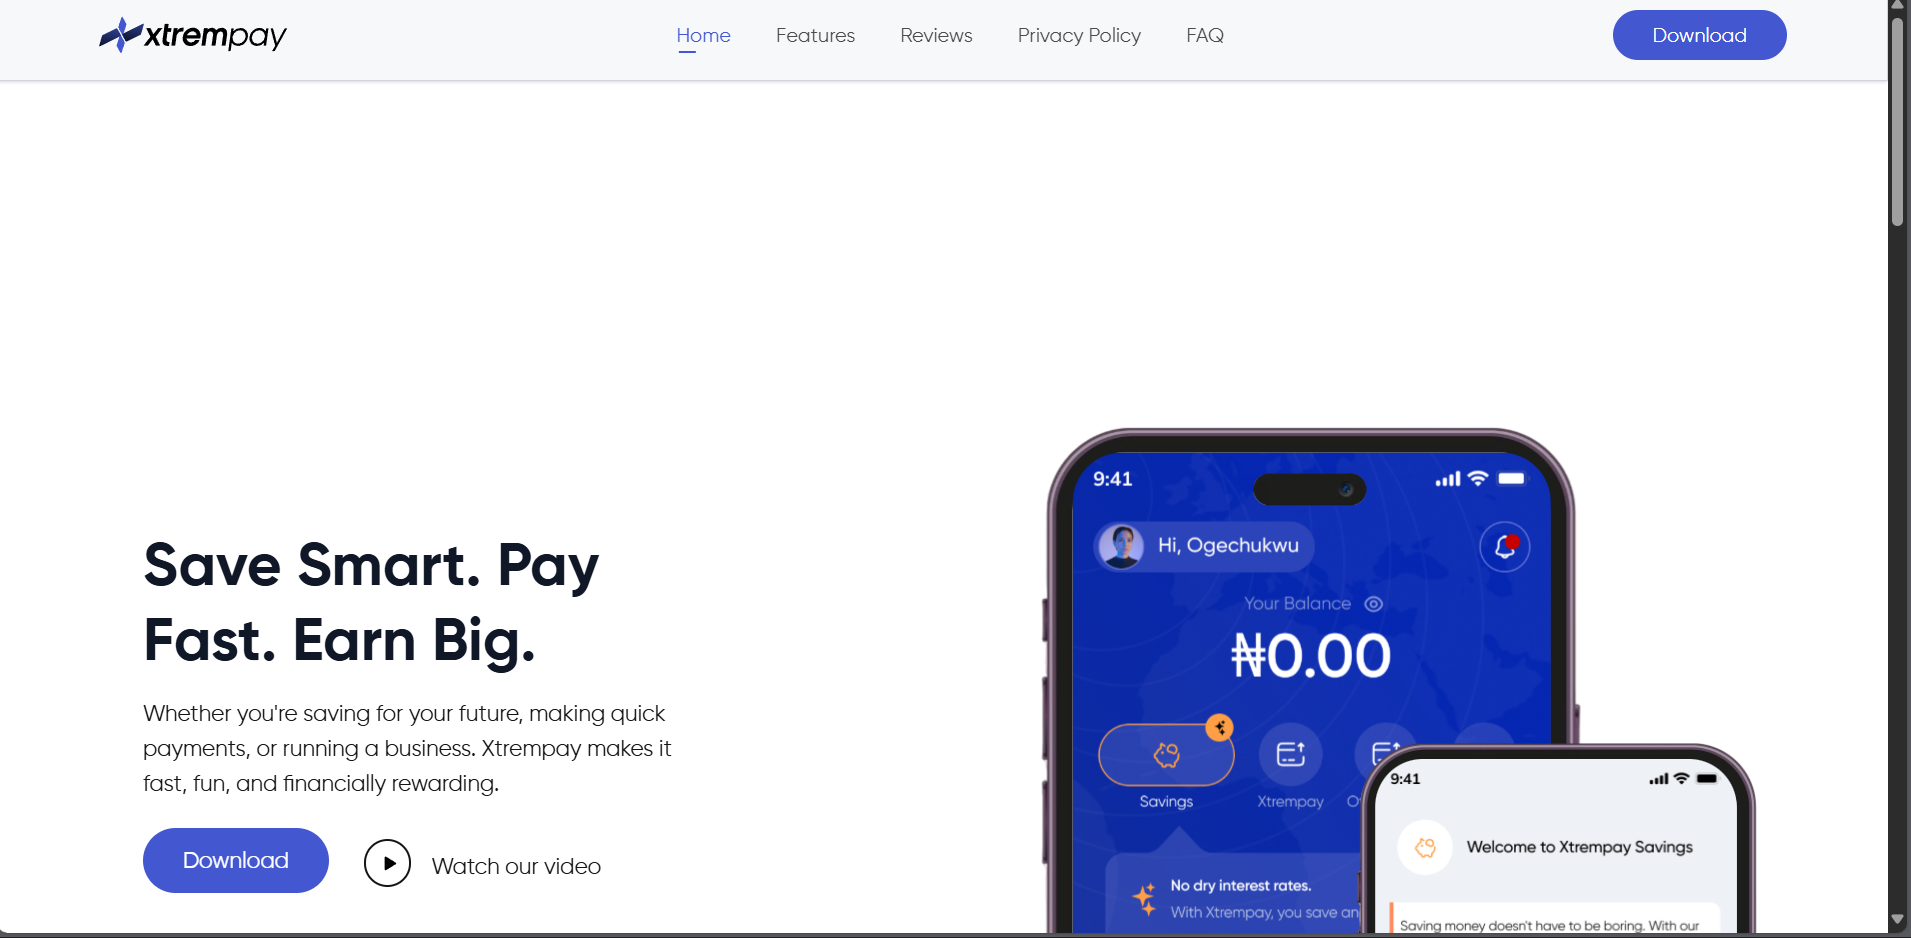 xtrempay
Home
Features
Reviews
Privacy Policy
FAQ
Download
Save Smart. Pay
Fast. Earn Big.
Whether you're saving for your future, making quick
payments, or running a business. Xtrempay makes it
fast, fun, and financially rewarding.
Download
Watch our video
9:41
Hi, Ogechukwu
Your Balance
₦0.00
Savings
Xtrempay
No dry interest rates.
With Xtrempay, you save an
9:41
Welcome to Xtrempay Savings
Saving money doesn't have to be boring. With our